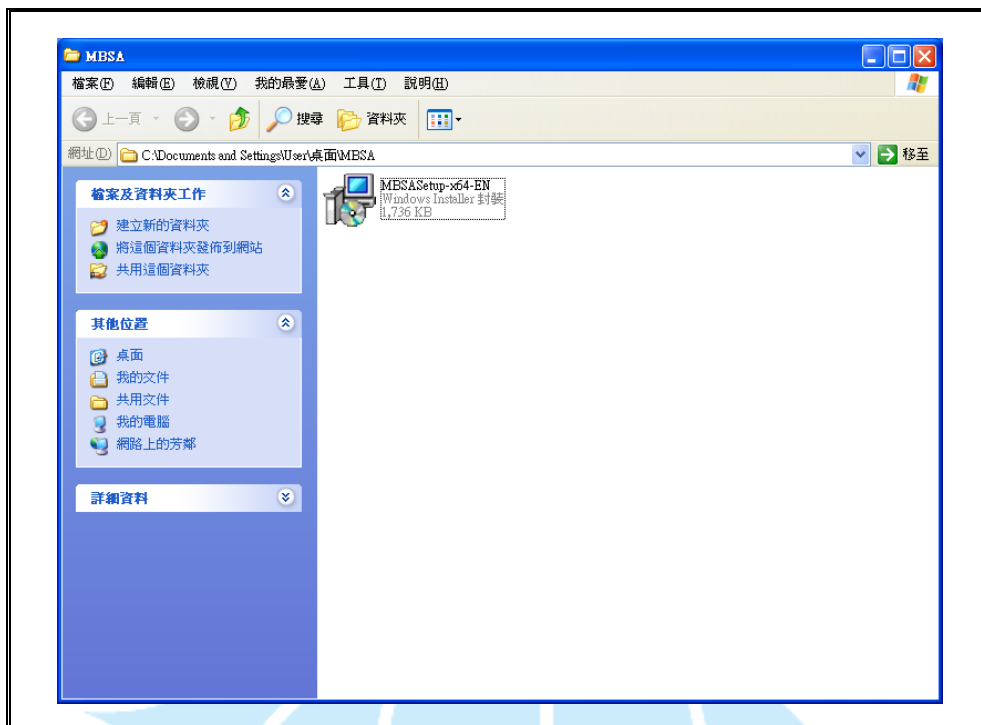 MBSA
檔案(F) 編輯(E) 檢視(V) 我的最愛(A) 工具(T) 說明(H)
上一頁 搜尋 資料夾
網址(D) C:\Documents and Settings\User\桌面\MBSA 移至
檔案及資料夾工作
建立新的資料夾
將這個資料夾發佈到網站
共用這個資料夾
其他位置
桌面
我的文件
共用文件
我的電腦
網路上的芳鄰
詳細資料
MBSASetup-x64-EN
Windows Installer 封裝
1,736 KB